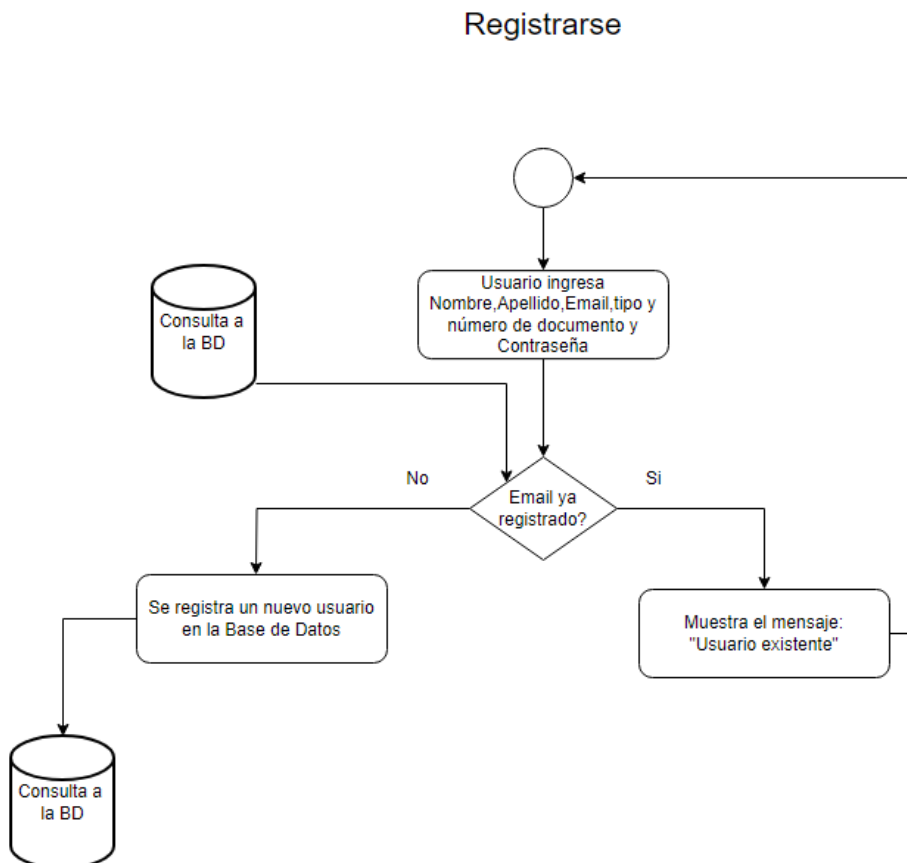 Registrarse
Usuario ingresa
Nombre,Apellido,Email,tipo y
número de documento y
Contraseña
Consulta a
la BD
No
Si
Email ya
registrado?
Se registra un nuevo usuario
en la Base de Datos
Muestra el mensaje:
"Usuario existente"
Consulta a
la BD